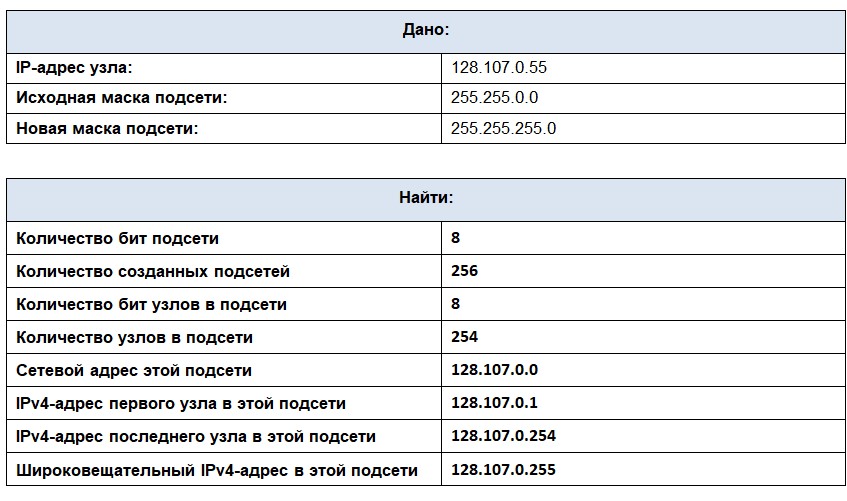 Дано:
IP-адрес узла: 128.107.0.55
Исходная маска подсети: 255.255.0.0
Новая маска подсети: 255.255.255.0
Найти:
Количество бит подсети 8
Количество созданных подсетей 256
Количество бит узлов в подсети 8
Количество узлов в подсети 254
Сетевой адрес этой подсети 128.107.0.0
IPv4-адрес первого узла в этой подсети 128.107.0.1
IPv4-адрес последнего узла в этой подсети 128.107.0.254
Широковещательный IPv4-адрес в этой подсети 128.107.0.255